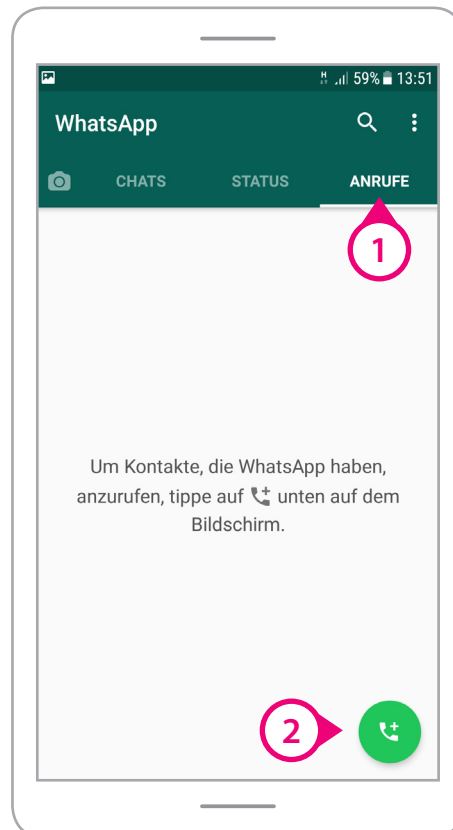 59% 13:51
WhatsApp
CHATS STATUS ANRUFE
1
Um Kontakte, die WhatsApp haben,
anzurufen, tippe auf unten auf dem
Bildschirm.
2